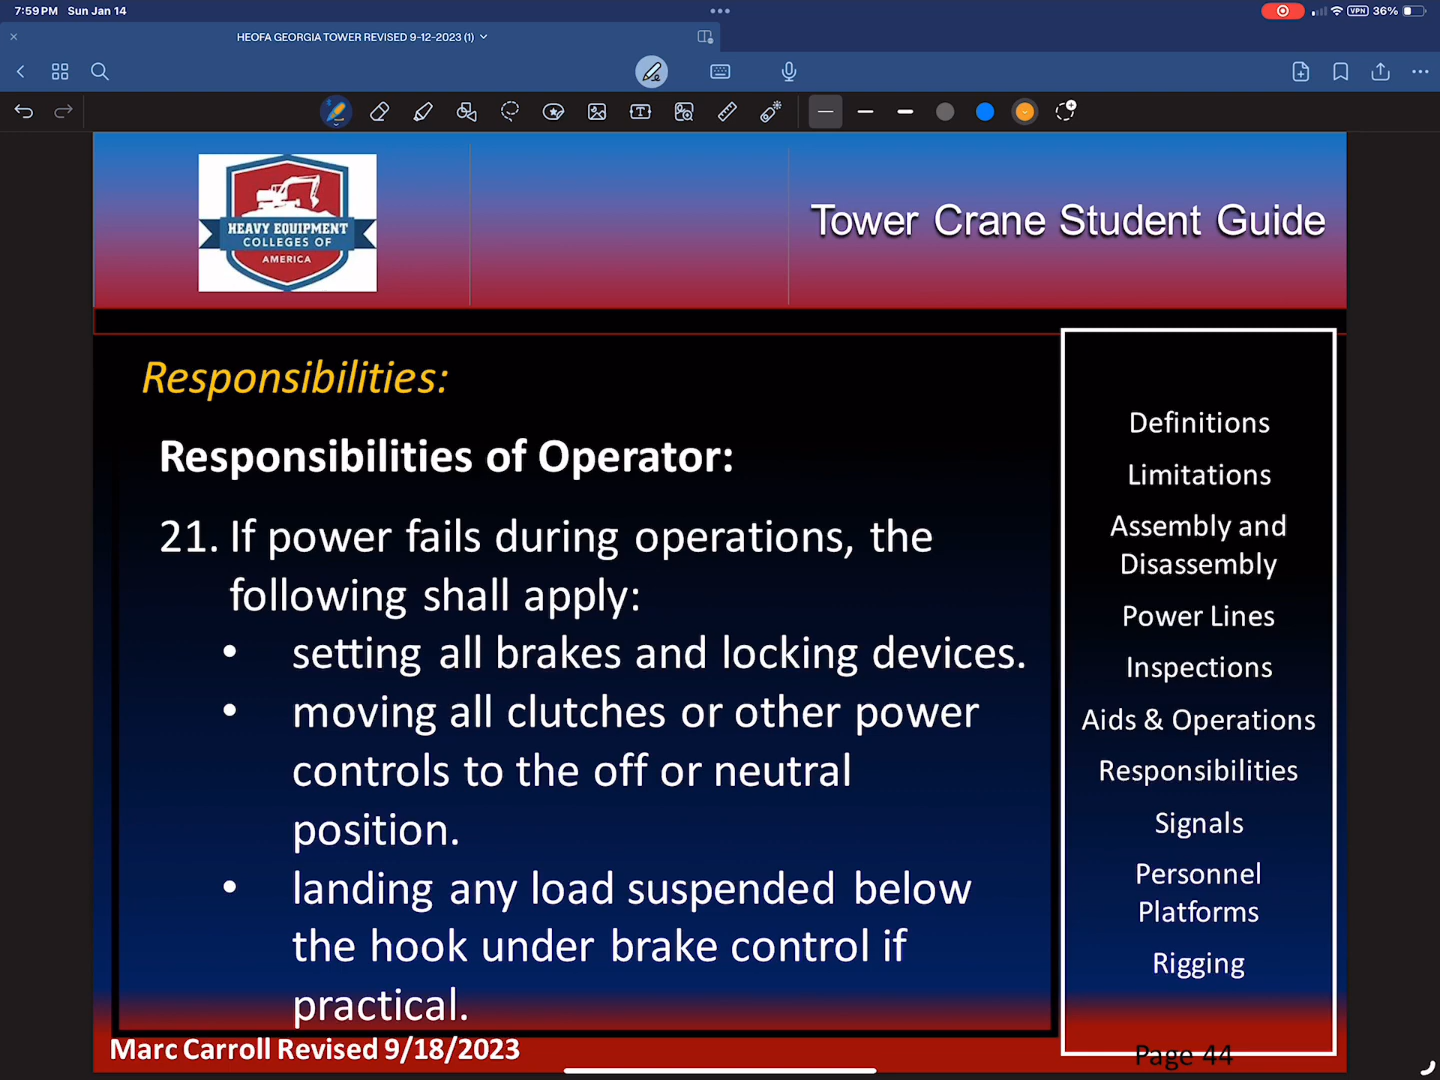 7:59 PM Sun Jan 14
VPN 36%
HEOFA GEORGIA TOWER REVISED 9-12-2023 (1)
HEAVY EQUIPMENT
COLLEGES OF
AMERICA
Tower Crane Student Guide
Responsibilities:
Responsibilities of Operator:
21. If power fails during operations, the
following shall apply:
• setting all brakes and locking devices.
• moving all clutches or other power
controls to the off or neutral
position.
• landing any load suspended below
the hook under brake control if
practical.
Definitions
Limitations
Assembly and
Disassembly
Power Lines
Inspections
Aids & Operations
Responsibilities
Signals
Personnel
Platforms
Rigging
Marc Carroll Revised 9/18/2023
Page 44